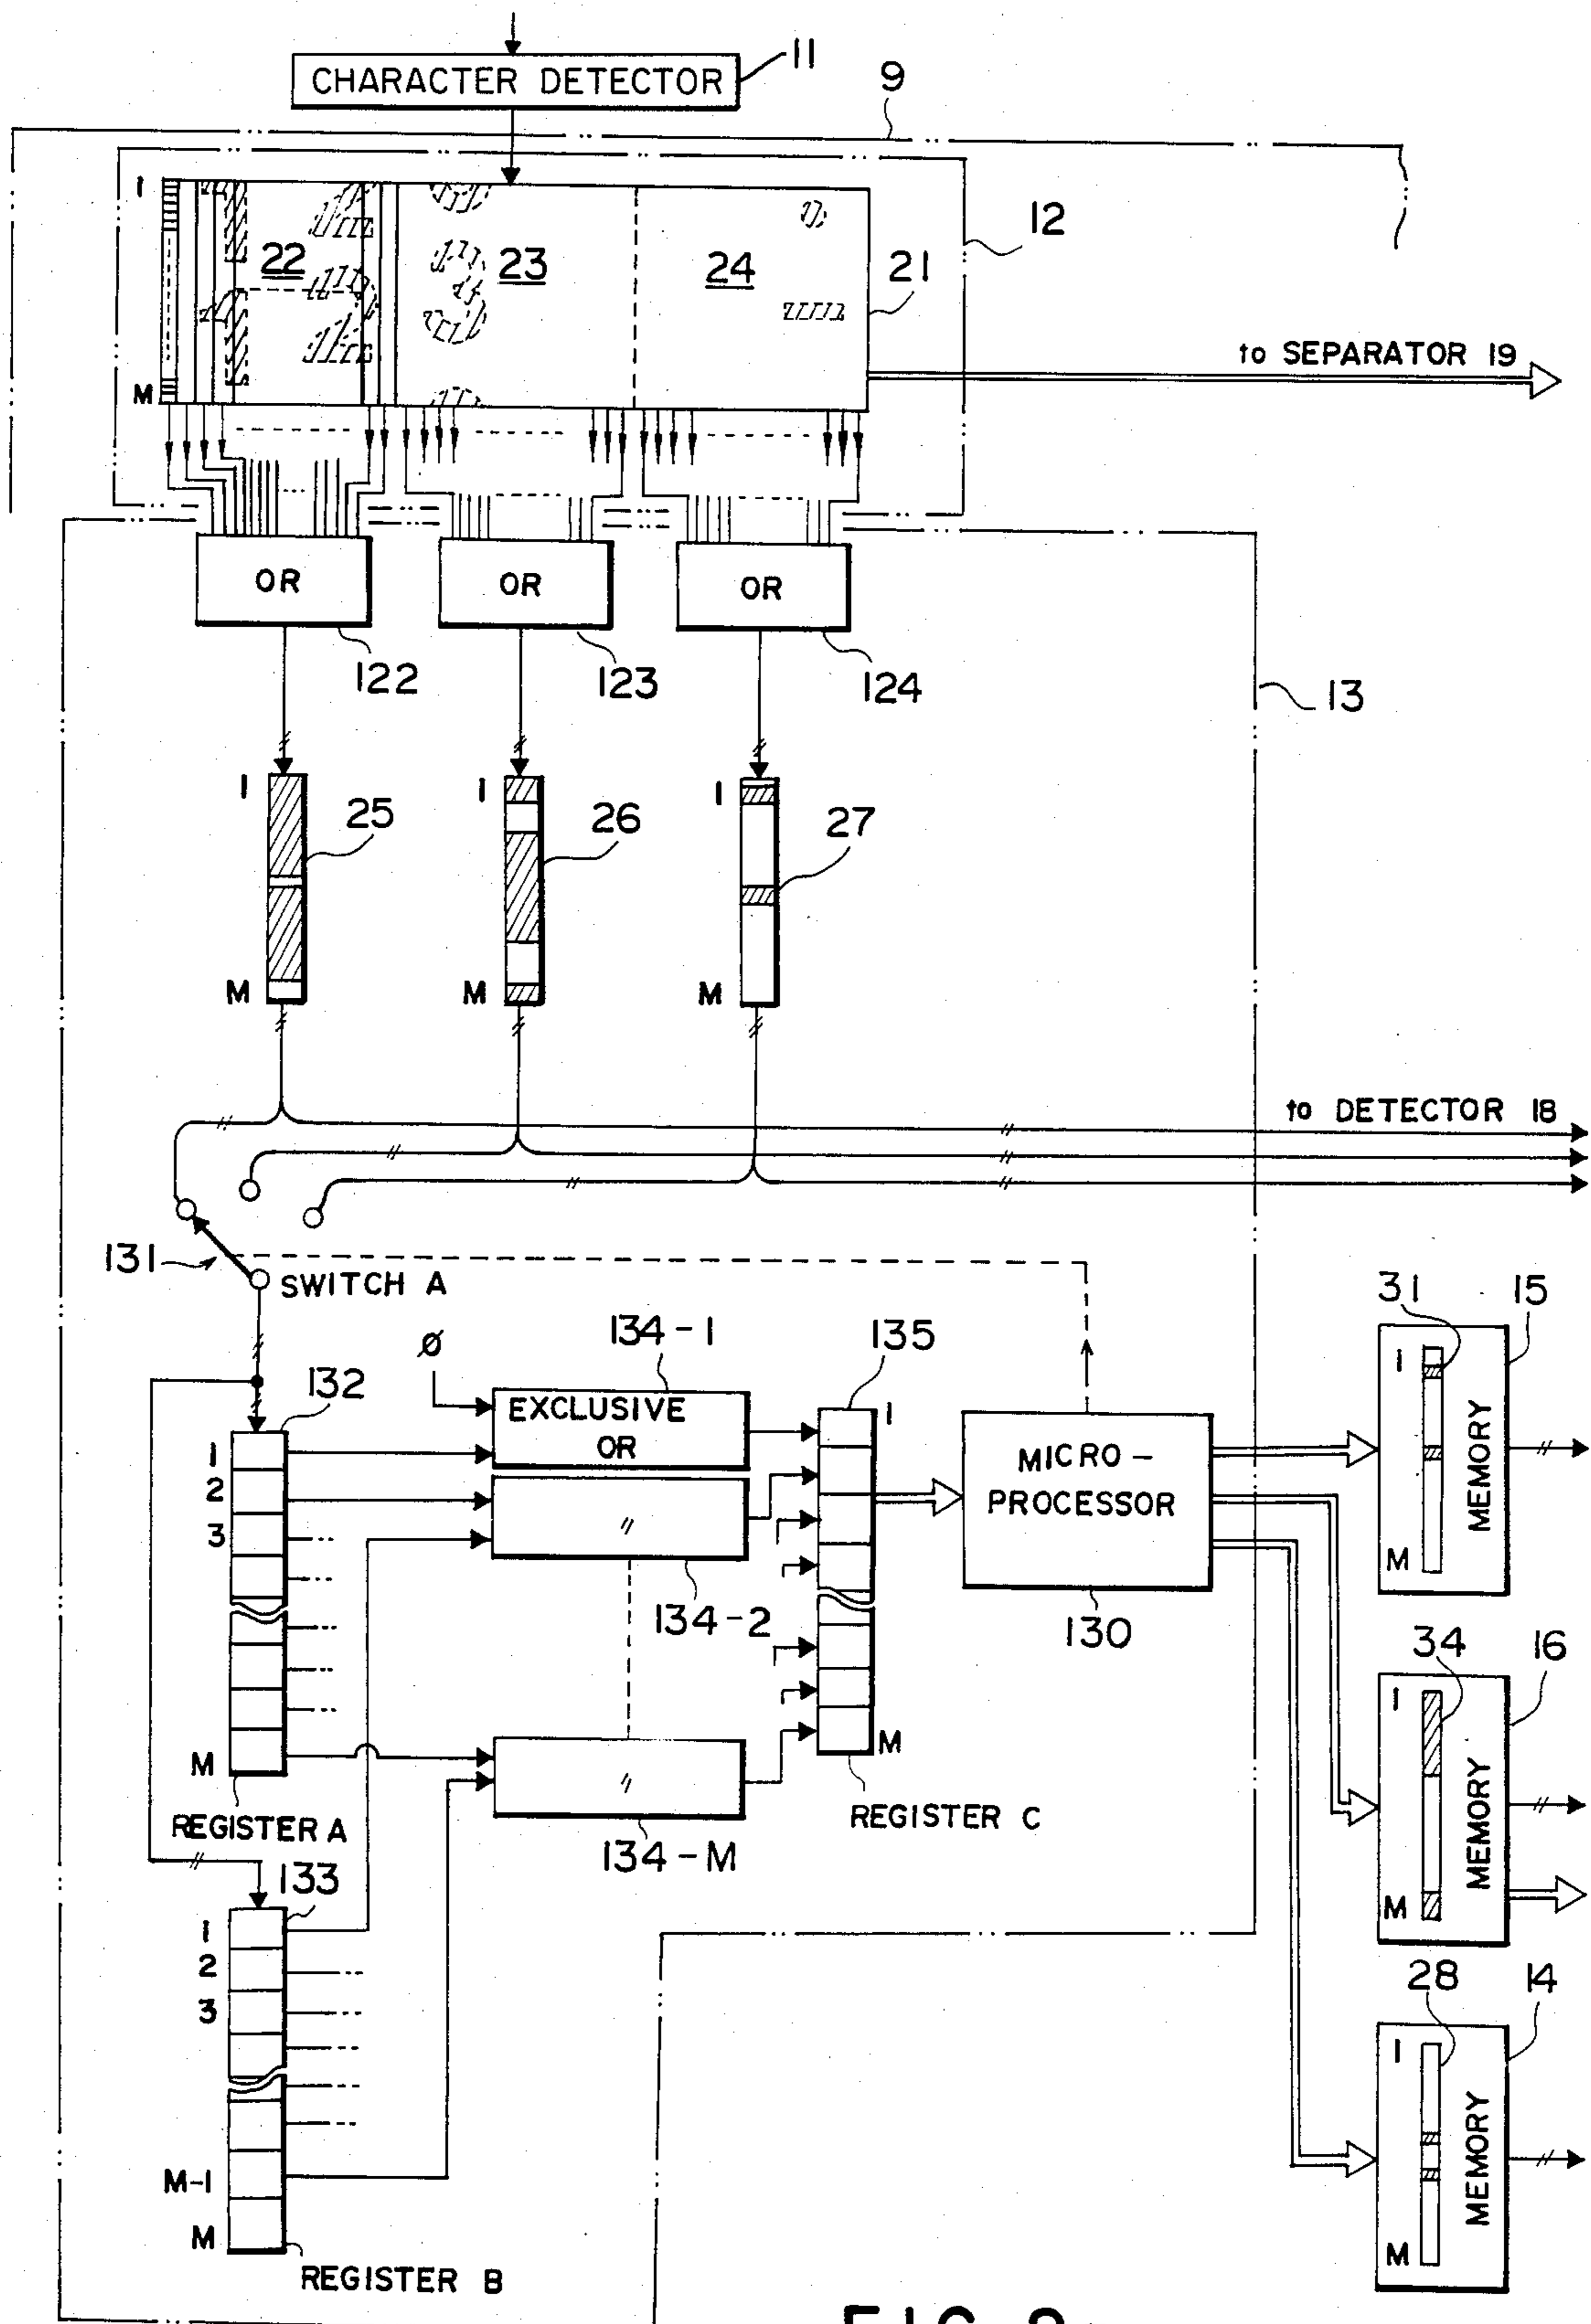 CHARACTER DETECTOR
11
9
12
1
22
23
24
21
M
to SEPARATOR 19
OR
OR
OR
122
123
124
13
1
25
1
26
1
27
M
M
M
to DETECTOR 18
131
SWITCH A
31
15
ø
134-1
135
132
EXCLUSIVE
OR
1
1
2
3
〃
MICRO-
PROCESSOR
1
MEMORY
M
134-2
130
34
16
M
〃
M
1
MEMORY
M
REGISTER A
134-M
REGISTER C
133
1
2
3
28
14
1
MEMORY
M
M-1
M
REGISTER B